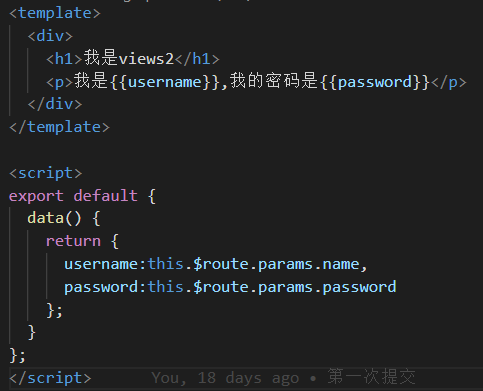 <template>
  <div>
    <h1>我是views2</h1>
    <p>我是{{username}},我的密码是{{password}}</p>
  </div>
</template>

<script>
export default {
  data() {
    return {
      username:this.$route.params.name,
      password:this.$route.params.password
    };
  }
};
</script>      You, 18 days ago • 第一次提交